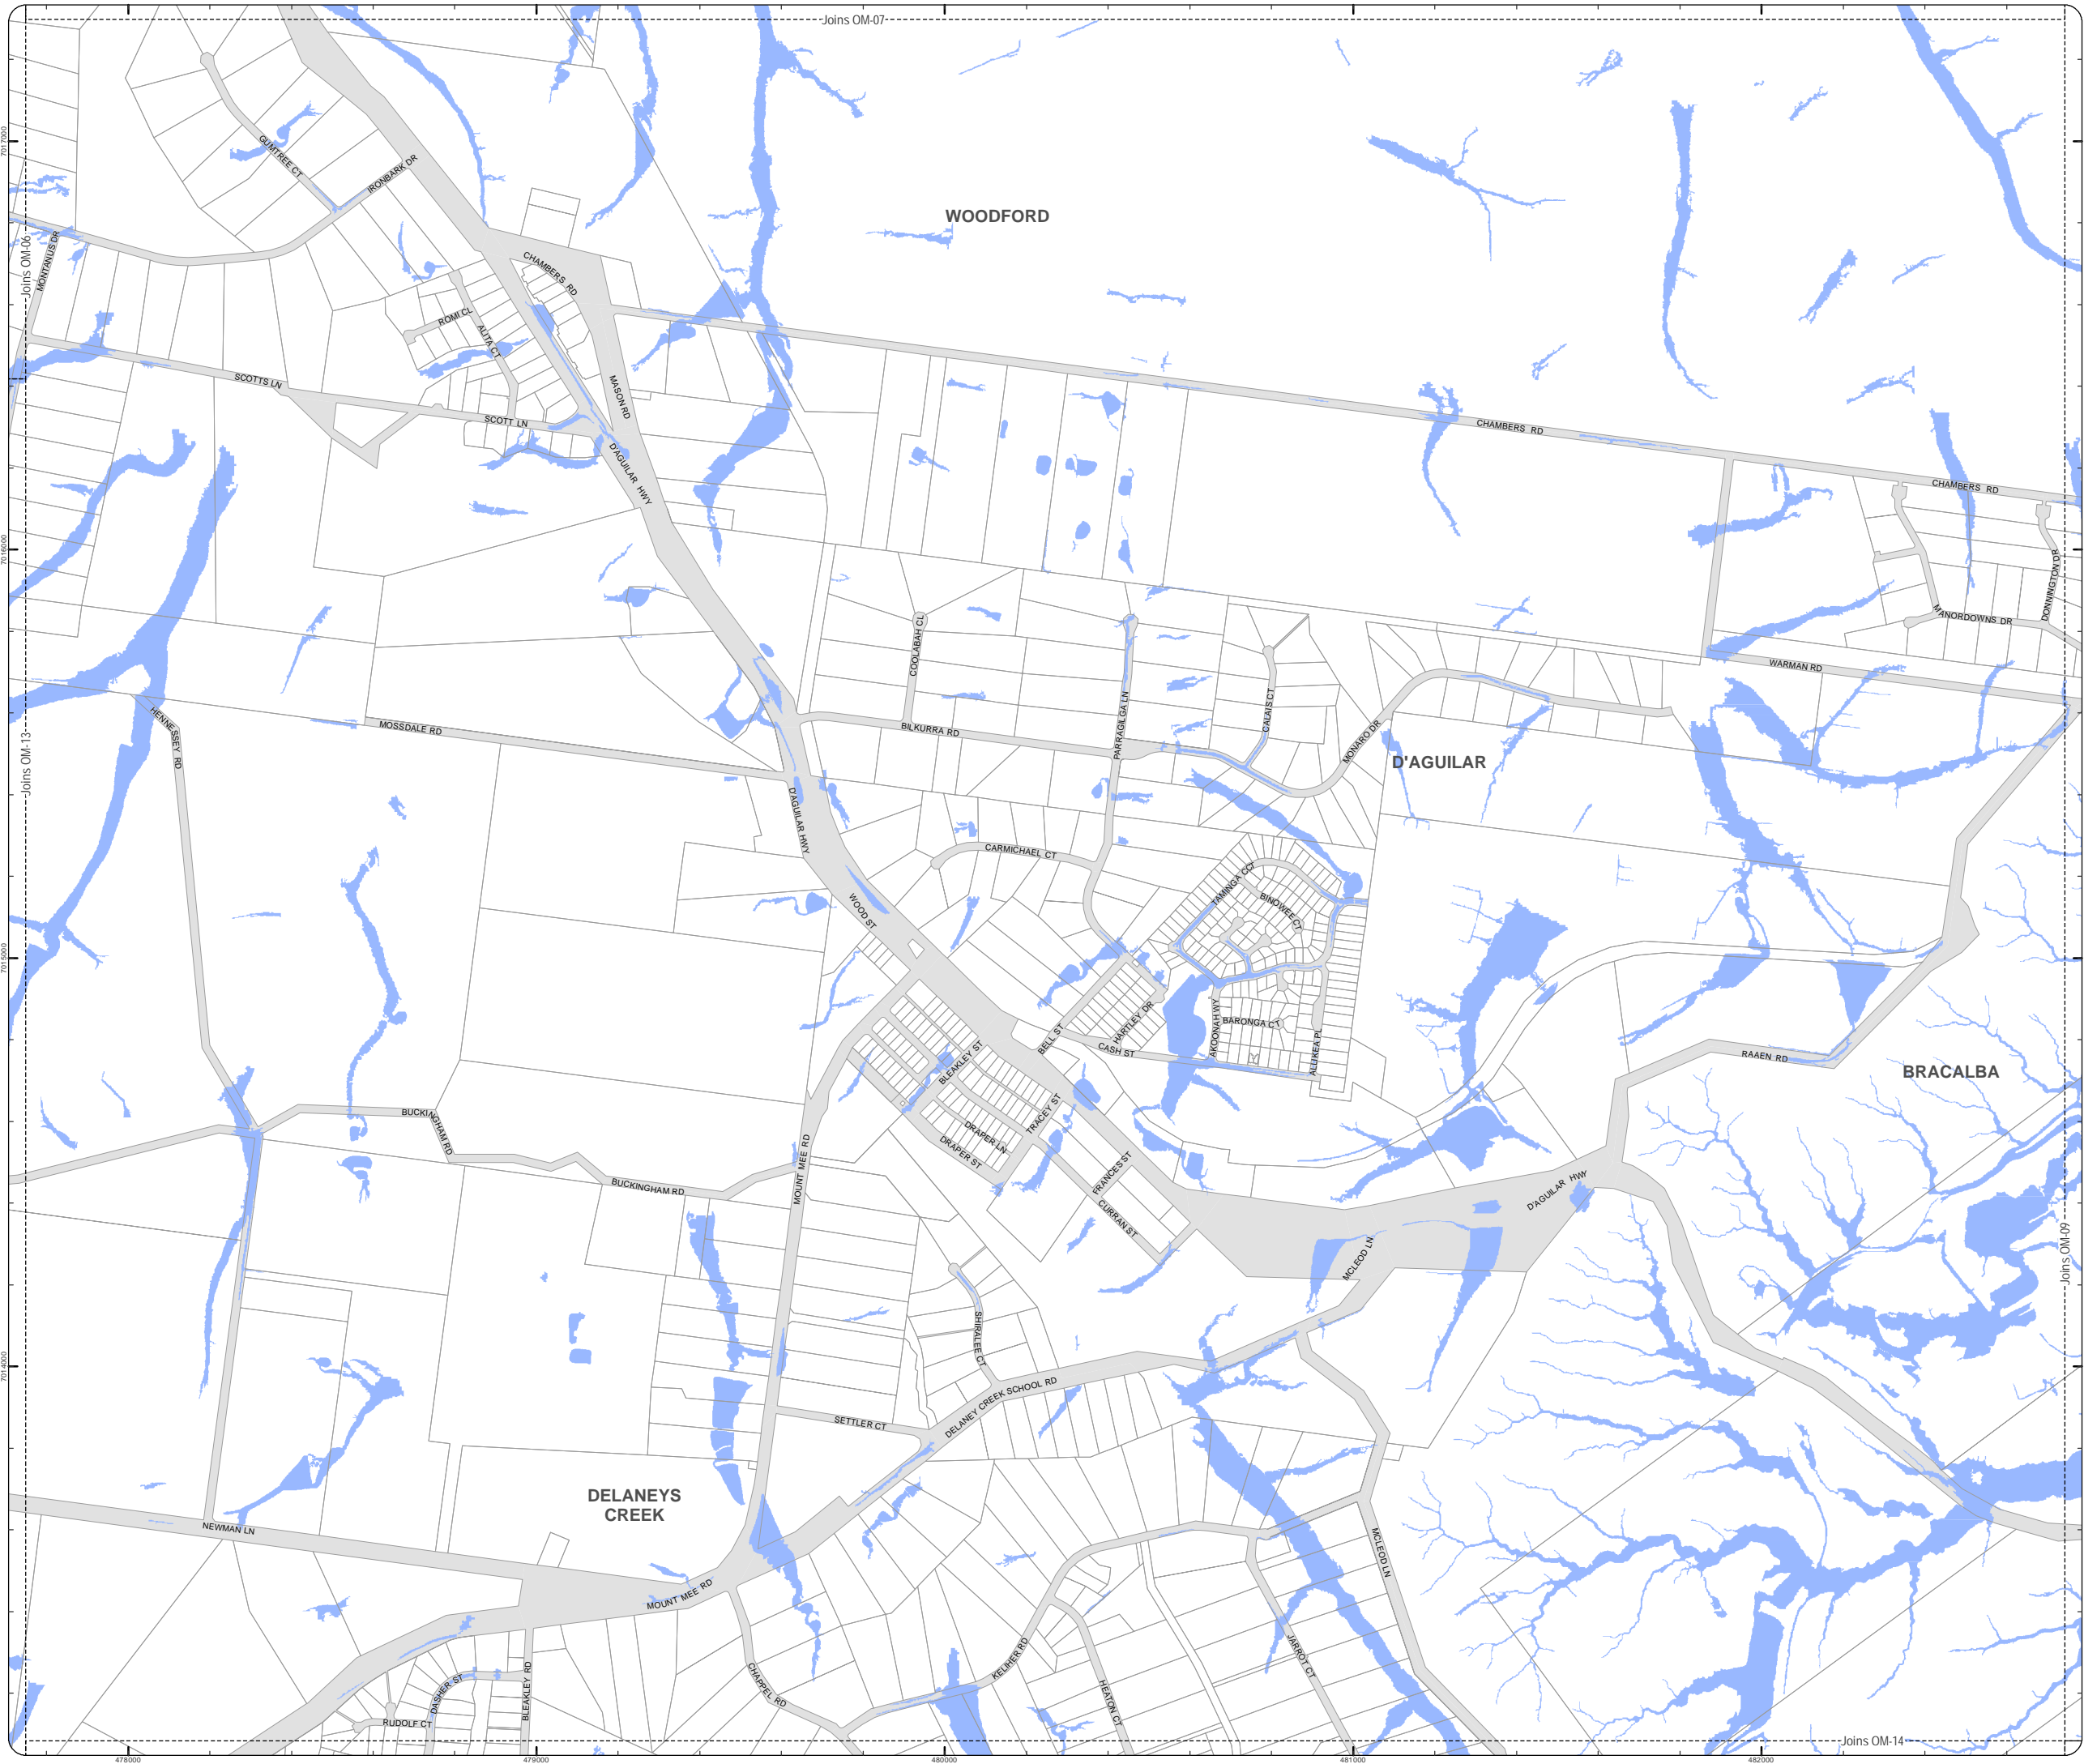 Joins OM-07
7017000
GUMTREE CT
IRONBARK DR
WOODFORD
MONTANUS DR
Joins OM-06
CHAMBERS RD
ROMI CL
ALITA CT
SCOTTS LN
MASON RD
SCOTT LN
D'AGUILAR HWY
CHAMBERS RD
CHAMBERS RD
7016000
DONNINGTON DR
MANORDOWNS DR
COOLABAH CL
WARMAN RD
CALAIS CT
PARRAGILGA LN
HENNESSEY RD
MOSSDALE RD
BILKURRA RD
MONARO DR
Joins OM-13
D'AGUILAR
D'AGUILAR HWY
CARMICHAEL CT
TAMINGA CCT
BINOWEE CT
WOOD ST
7015000
HARTLEY DR
AKOONAH WY
BARONGA CT
BELL ST
CASH ST
ALUKEA PL
BLEAKLEY ST
RAAEN RD
BRACALBA
BUCKINGHAM RD
TRACEY ST
DRAPER LN
DRAPER ST
MOUNT MEE RD
BUCKINGHAM RD
FRANCES ST
CURRAN ST
D'AGUILAR HWY
MCLEOD LN
Joins OM-09
SHIRALEE CT
7014000
DELANEY CREEK SCHOOL RD
SETTLER CT
DELANEYS
CREEK
NEWMAN LN
MCLEOD LN
MOUNT MEE RD
JARROT CT
KELIHER RD
CHAPPEL RD
HEATON CT
DASHER ST
BLEAKLEY RD
RUDOLF CT
Joins OM-14
478000
479000
480000
481000
482000